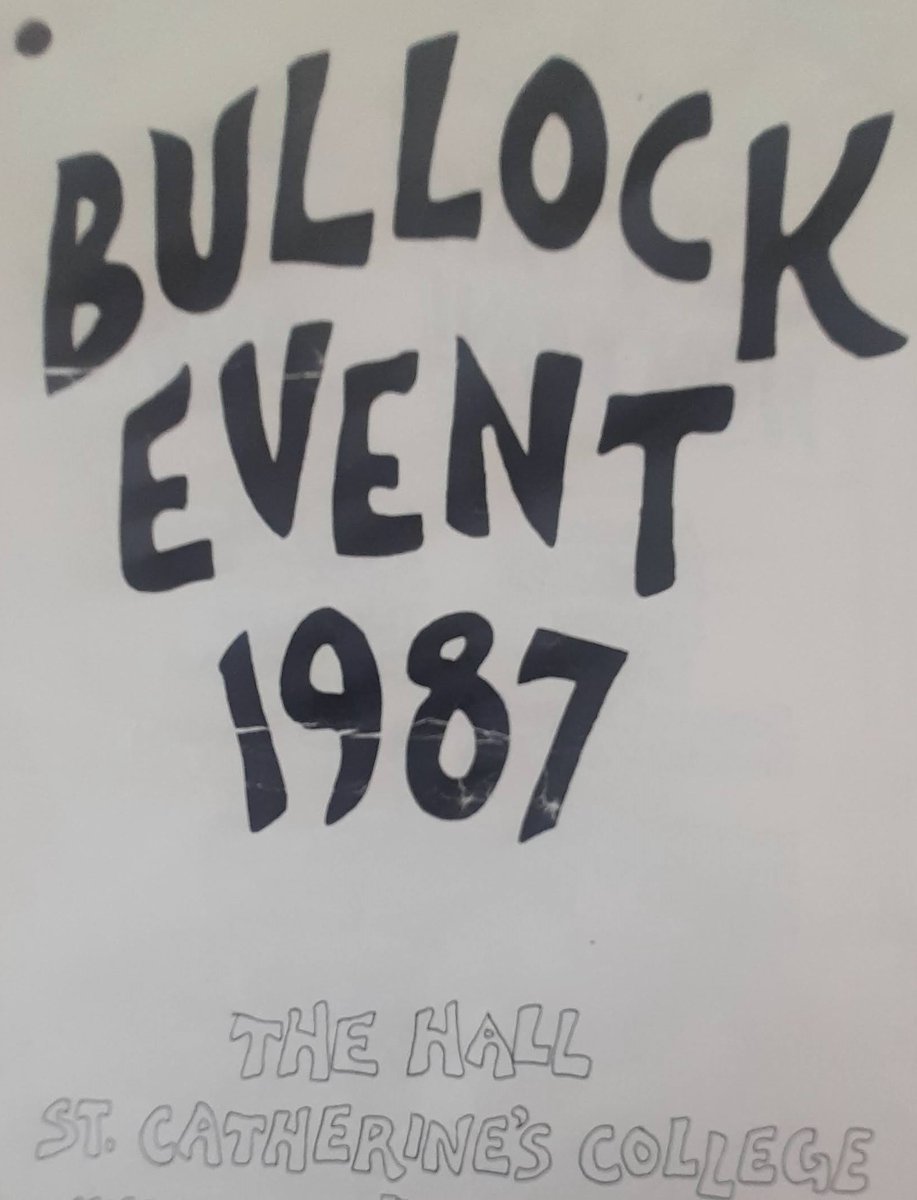 BULLOCK
EVENT
1987
THE HALL
ST. CATHERINE'S COLLEGE